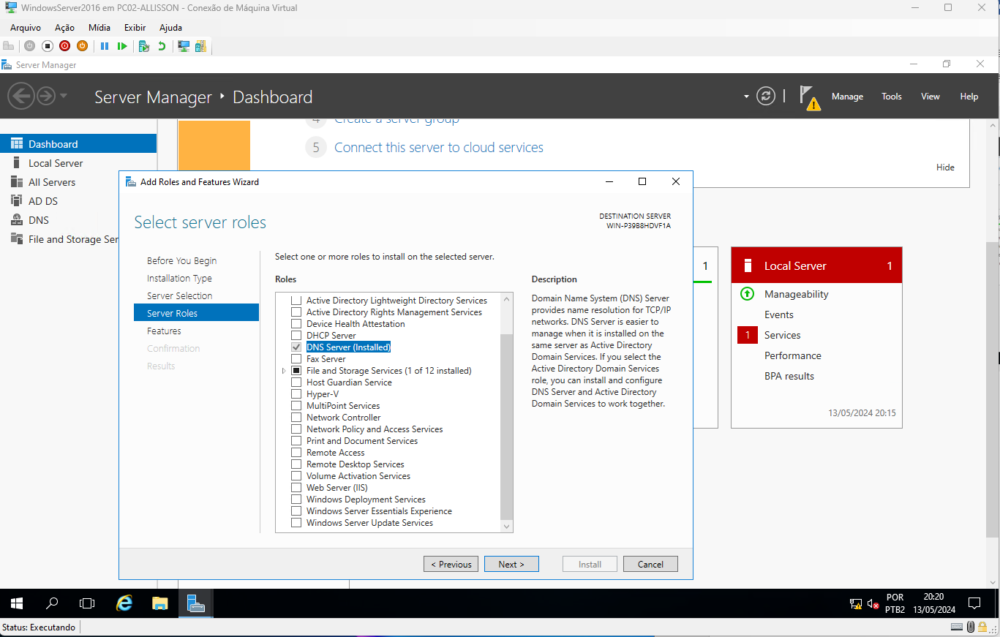 WindowsServer2016 em PC02-ALLISSON - Conexão de Máquina Virtual
Arquivo Ação Mídia Exibir Ajuda
Server Manager
Server Manager Dashboard
Manage Tools View Help
Dashboard
Local Server
All Servers
AD DS
DNS
File and Storage Ser
4 Create a server group
5 Connect this server to cloud services
Hide
Add Roles and Features Wizard
Select server roles
DESTINATION SERVER
WIN-P39B8HDVF1A
Before You Begin
Installation Type
Server Selection
Server Roles
Features
Confirmation
Results
Select one or more roles to install on the selected server.
Roles
Active Directory Lightweight Directory Services
Active Directory Rights Management Services
Device Health Attestation
DHCP Server
DNS Server (Installed)
Fax Server
File and Storage Services (1 of 12 installed)
Host Guardian Service
Hyper-V
MultiPoint Services
Network Controller
Network Policy and Access Services
Print and Document Services
Remote Access
Remote Desktop Services
Volume Activation Services
Web Server (IIS)
Windows Deployment Services
Windows Server Essentials Experience
Windows Server Update Services
Description
Domain Name System (DNS) Server
provides name resolution for TCP/IP
networks. DNS Server is easier to
manage when it is installed on the
same server as Active Directory
Domain Services. If you select the
Active Directory Domain Services
role, you can install and configure
DNS Server and Active Directory
Domain Services to work together.
< Previous Next > Install Cancel
1
Local Server 1
Manageability
Events
1 Services
Performance
BPA results
13/05/2024 20:15
POR
PTB2
20:20
13/05/2024
Status: Executando